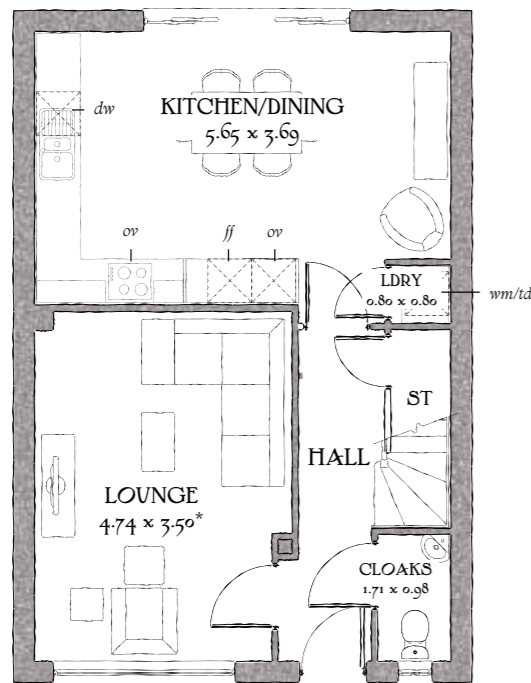 dw
KITCHEN/DINING
5.65 x 3.69
ov
ff
ov
LDRY
0.80 x 0.80
wm/td
ST
HALL
LOUNGE
4.74 x 3.50*
CLOAKS
1.71 x 0.98